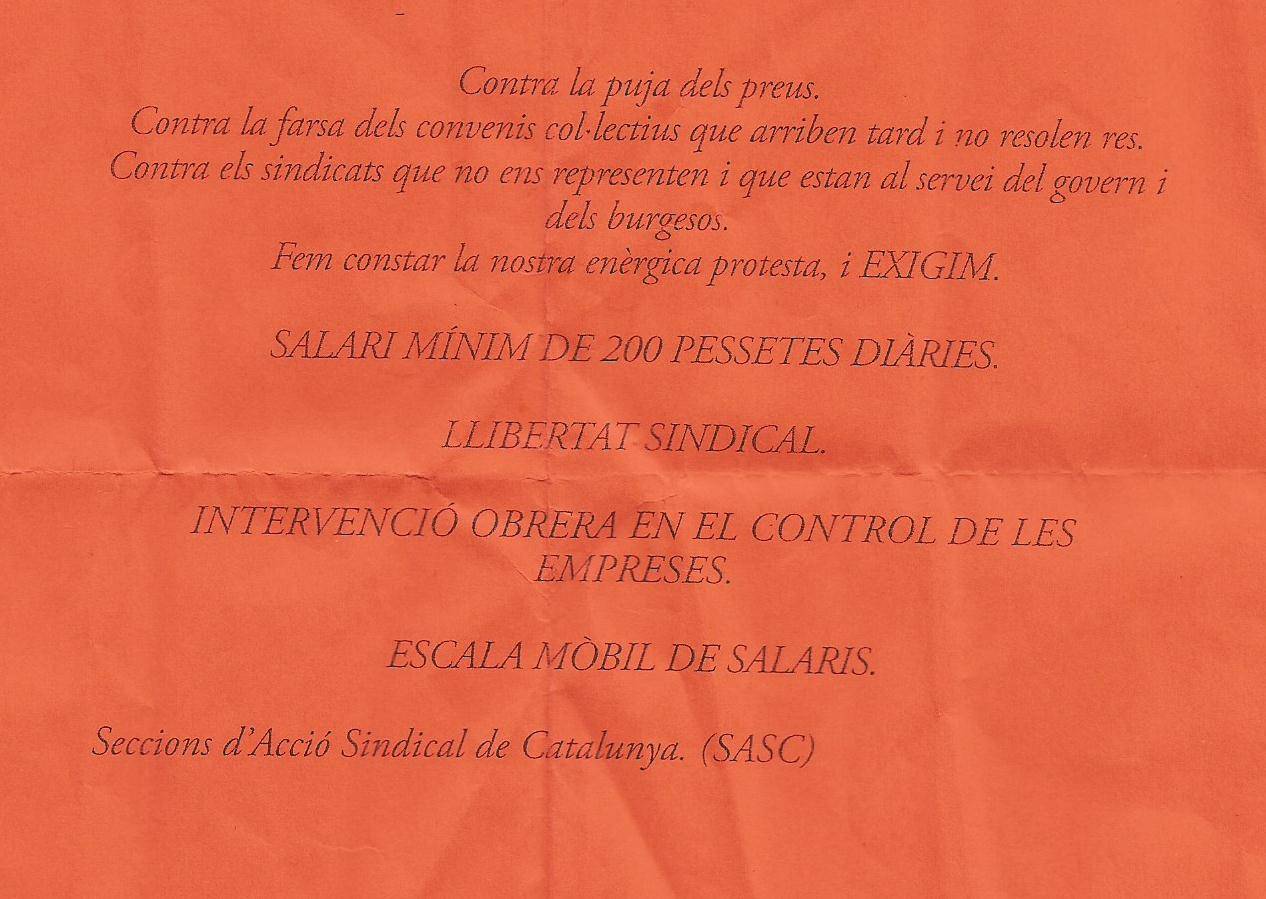 Contra la puja dels preus.
Contra la farsa dels convenis col·lectius que arriben tard i no resolen res.
Contra els sindicats que no ens representen i que estan al servei del govern i
dels burgesos.
Fem constar la nostra enèrgica protesta, i EXIGIM.
SALARI MÍNIM DE 200 PESSETES DIÀRIES.
LLIBERTAT SINDICAL.
INTERVENCIÓ OBRERA EN EL CONTROL DE LES
EMPRESES.
ESCALA MÒBIL DE SALARIS.
Seccions d'Acció Sindical de Catalunya. (SASC)